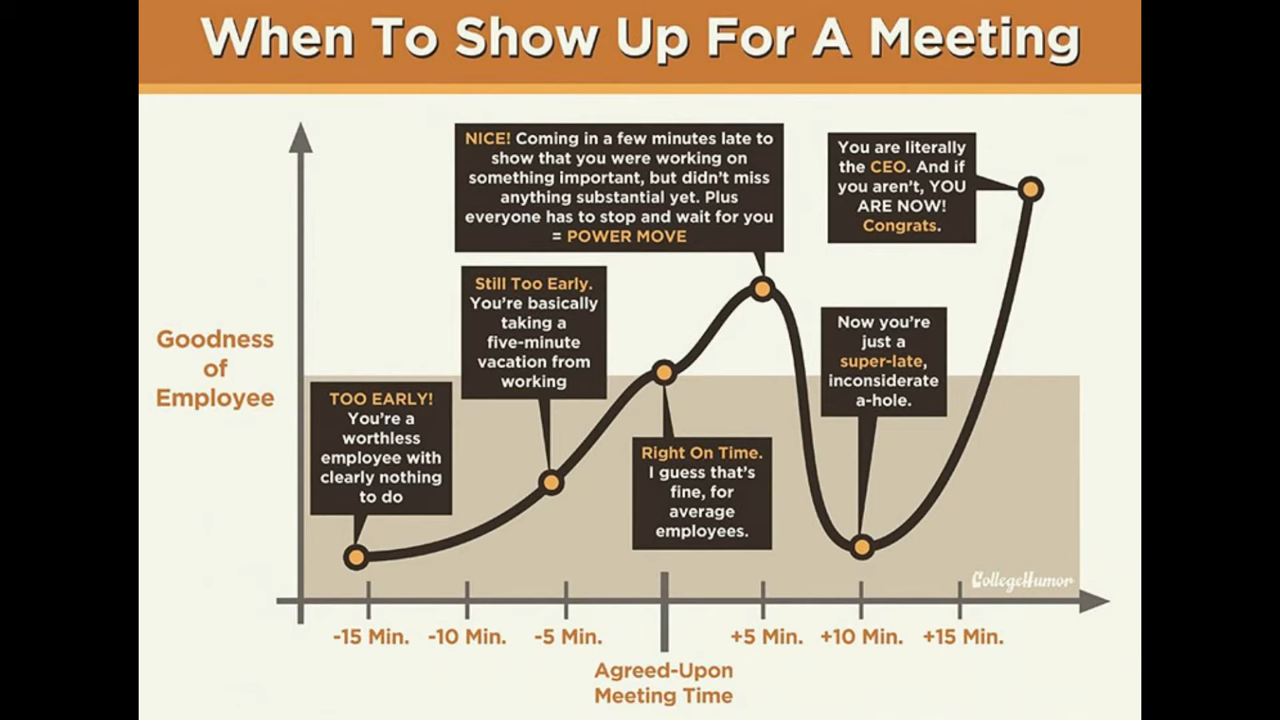 When To Show Up For A Meeting
NICE! Coming in a few minutes late to
show that you were working on
something important, but didn't miss
anything substantial yet. Plus
everyone has to stop and wait for you
= POWER MOVE
You are literally
the CEO. And if
you aren't, YOU
ARE NOW!
Congrats.
Still Too Early.
You're basically
taking a
five-minute
vacation from
working
Goodness
of
Employee
TOO EARLY!
You're a
worthless
employee with
clearly nothing
to do
Right On Time.
I guess that's
fine, for
average
employees.
Now you're
just a
super-late,
inconsiderate
a-hole.
CollegeHumor
-15 Min.
-10 Min.
-5 Min.
+5 Min.
+10 Min.
+15 Min.
Agreed-Upon
Meeting Time